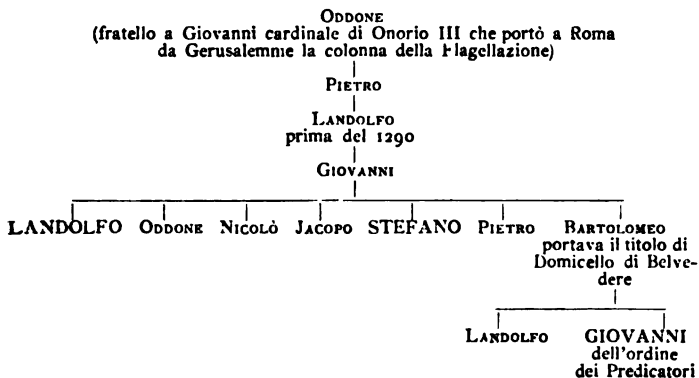 ODDONE
(fratello a Giovanni cardinale di Onorio III che portò a Roma
da Gerusalemme la colonna della Flagellazione)
PIETRO
LANDOLFO
prima del 1290
GIOVANNI
LANDOLFO ODDONE NICOLÒ JACOPO STEFANO PIETRO BARTOLOMEO
portava il titolo di
Domicello di Belve-
dere
LANDOLFO GIOVANNI
dell'ordine
dei Predicatori